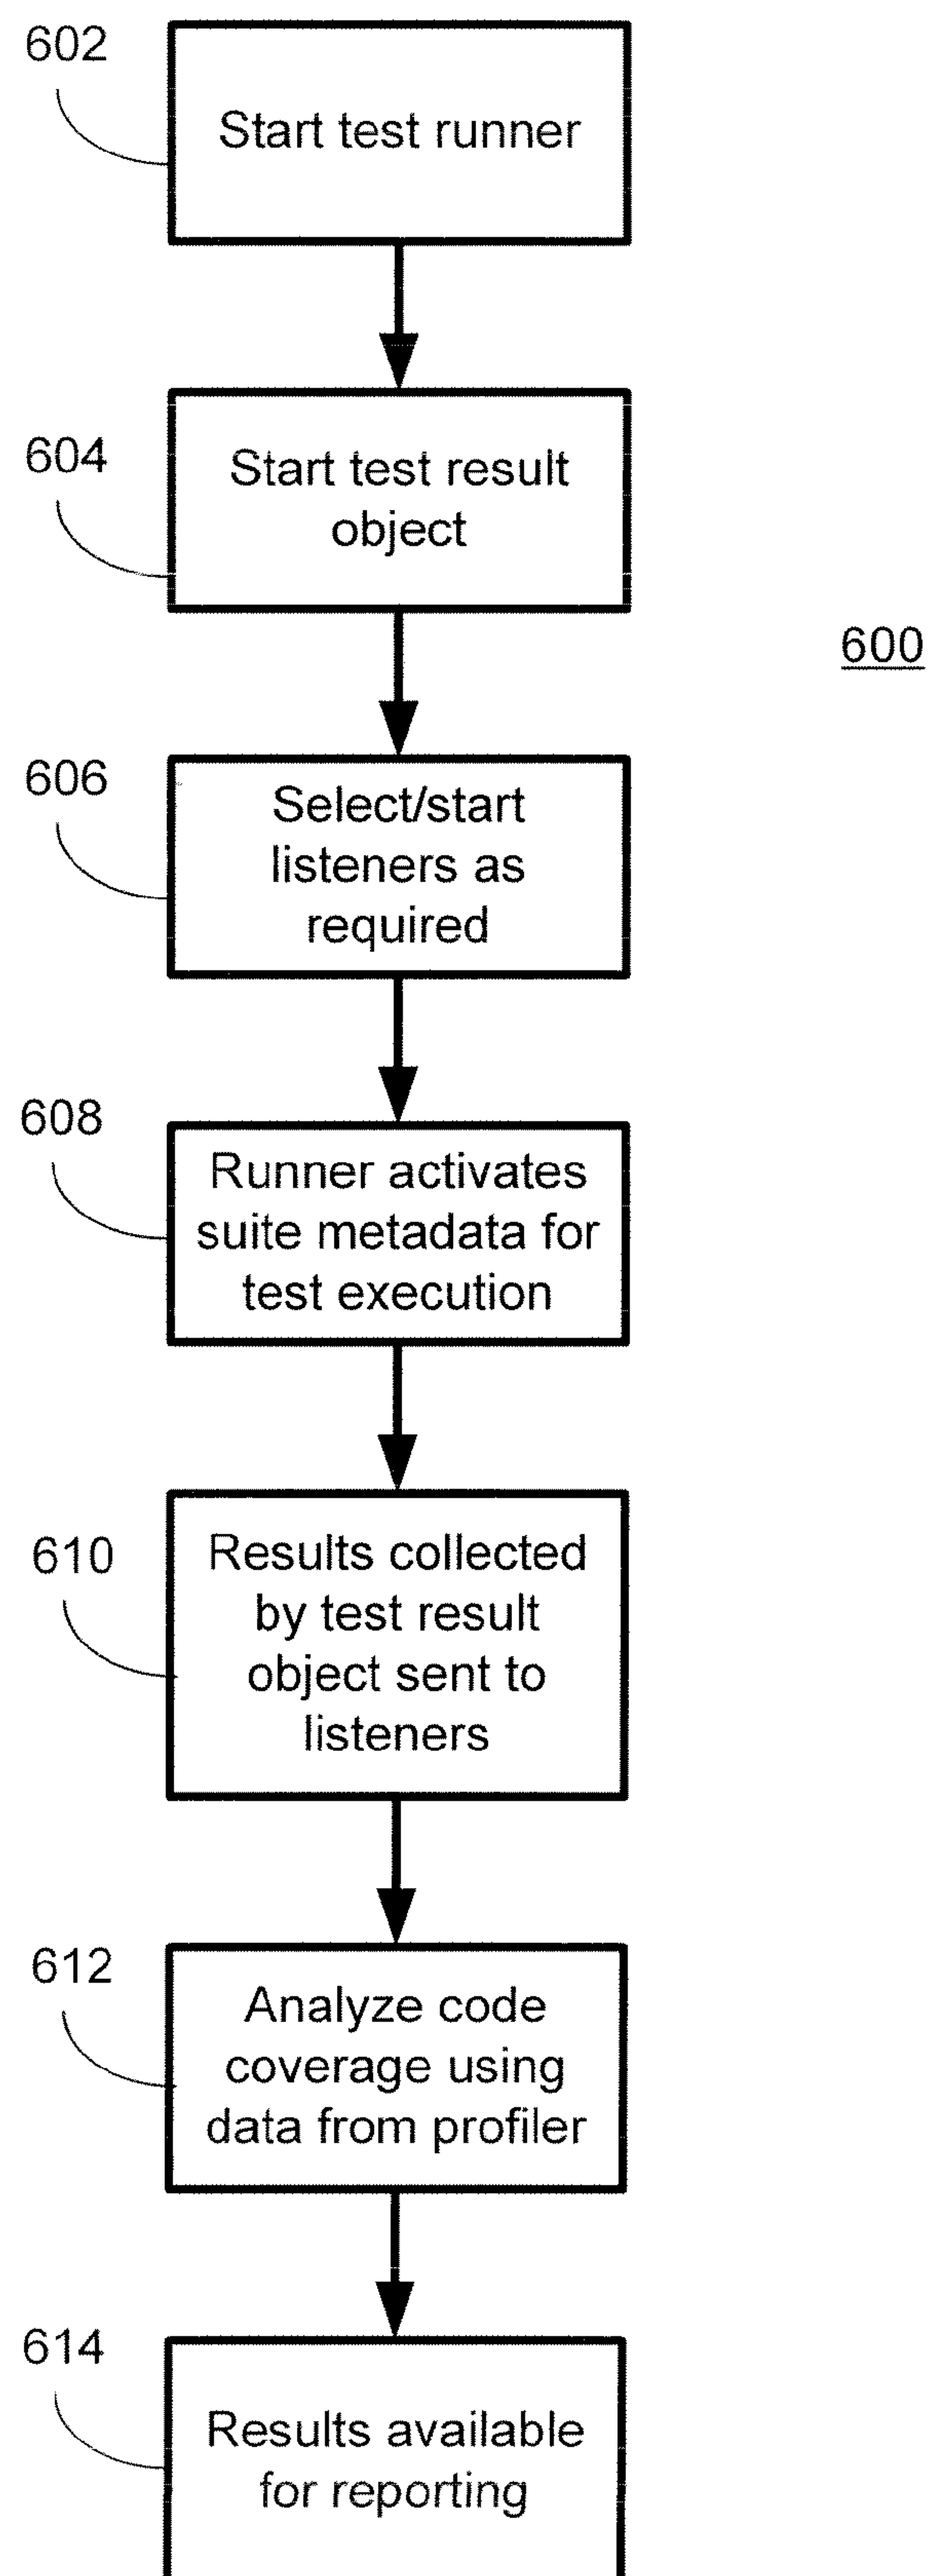 602
Start test runner
604
Start test result
object
600
606
Select/start
listeners as
required
608
Runner activates
suite metadata for
test execution
610
Results collected
by test result
object sent to
listeners
612
Analyze code
coverage using
data from profiler
614
Results available
for reporting